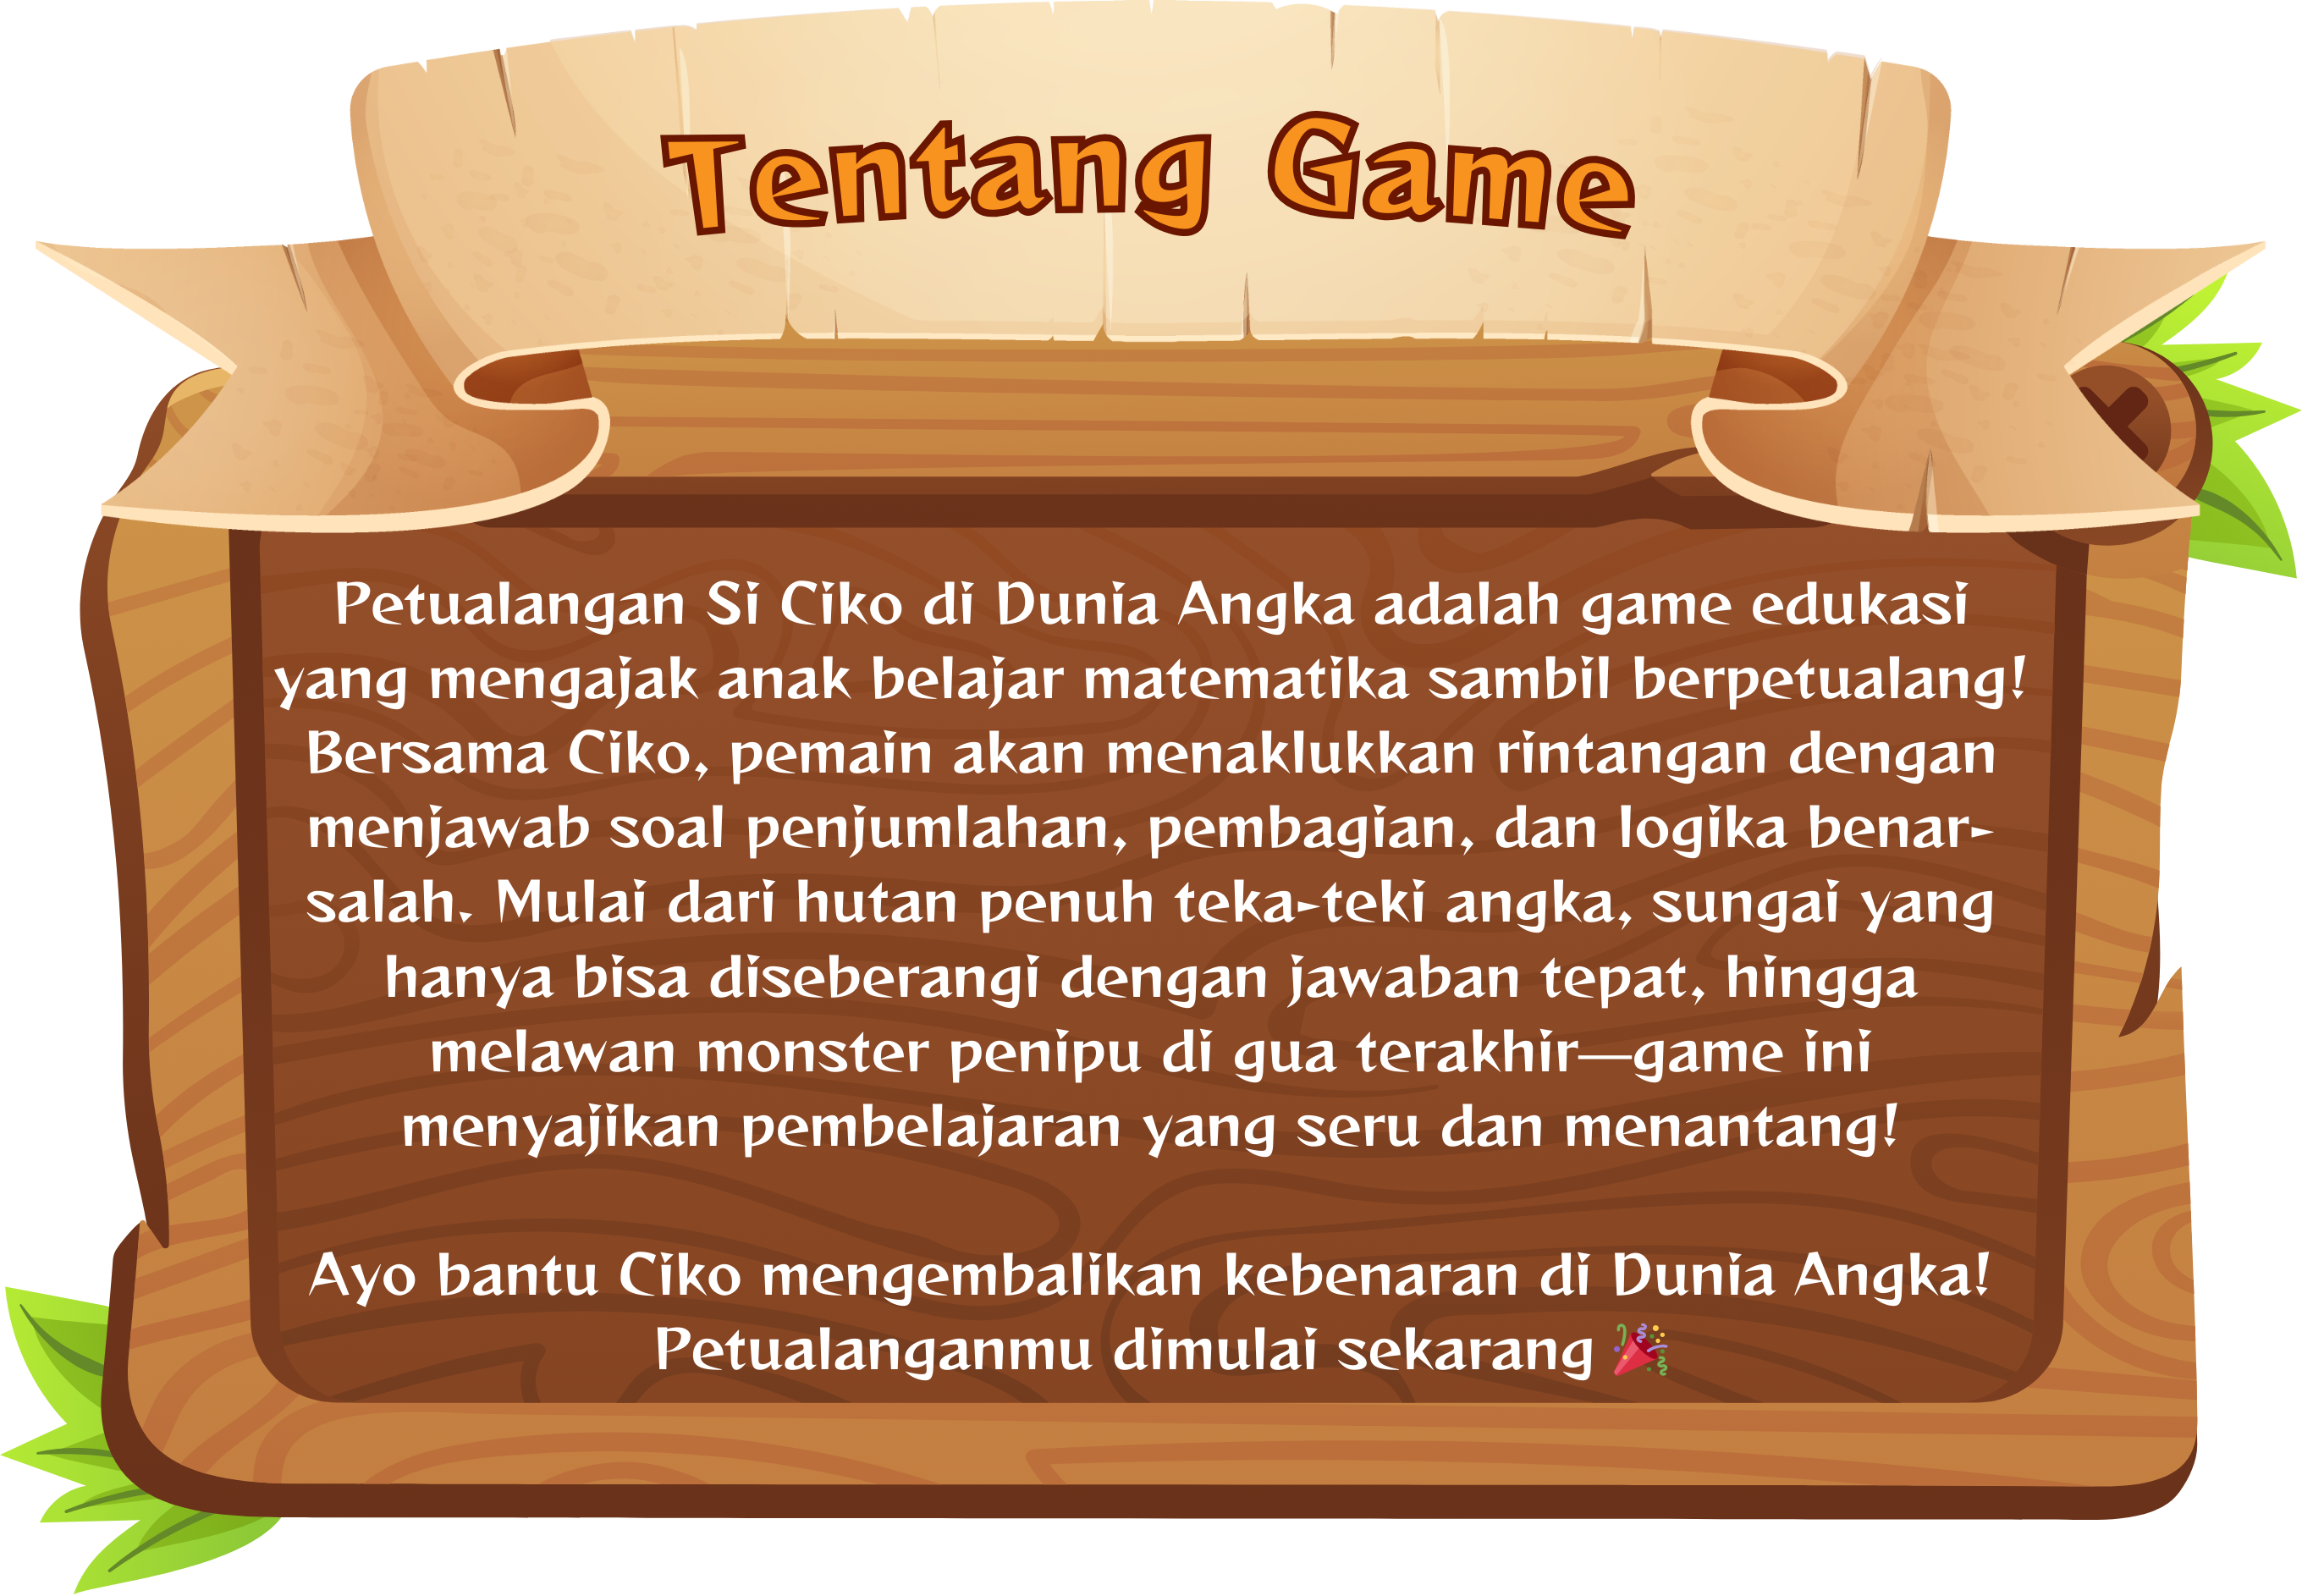 Tentang Game
Petualangan Si Ciko di Dunia Angka adalah game edukasi
yang mengajak anak belajar matematika sambil berpetualang!
Bersama Ciko, pemain akan menaklukkan rintangan dengan
menjawab soal penjumlahan, pembagian, dan logika benar-
salah. Mulai dari hutan penuh teka-teki angka, sungai yang
hanya bisa diseberangi dengan jawaban tepat, hingga
melawan monster penipu di gua terakhir—game ini
menyajikan pembelajaran yang seru dan menantang!
Ayo bantu Ciko mengembalikan kebenaran di Dunia Angka!
Petualanganmu dimulai sekarang 🎉